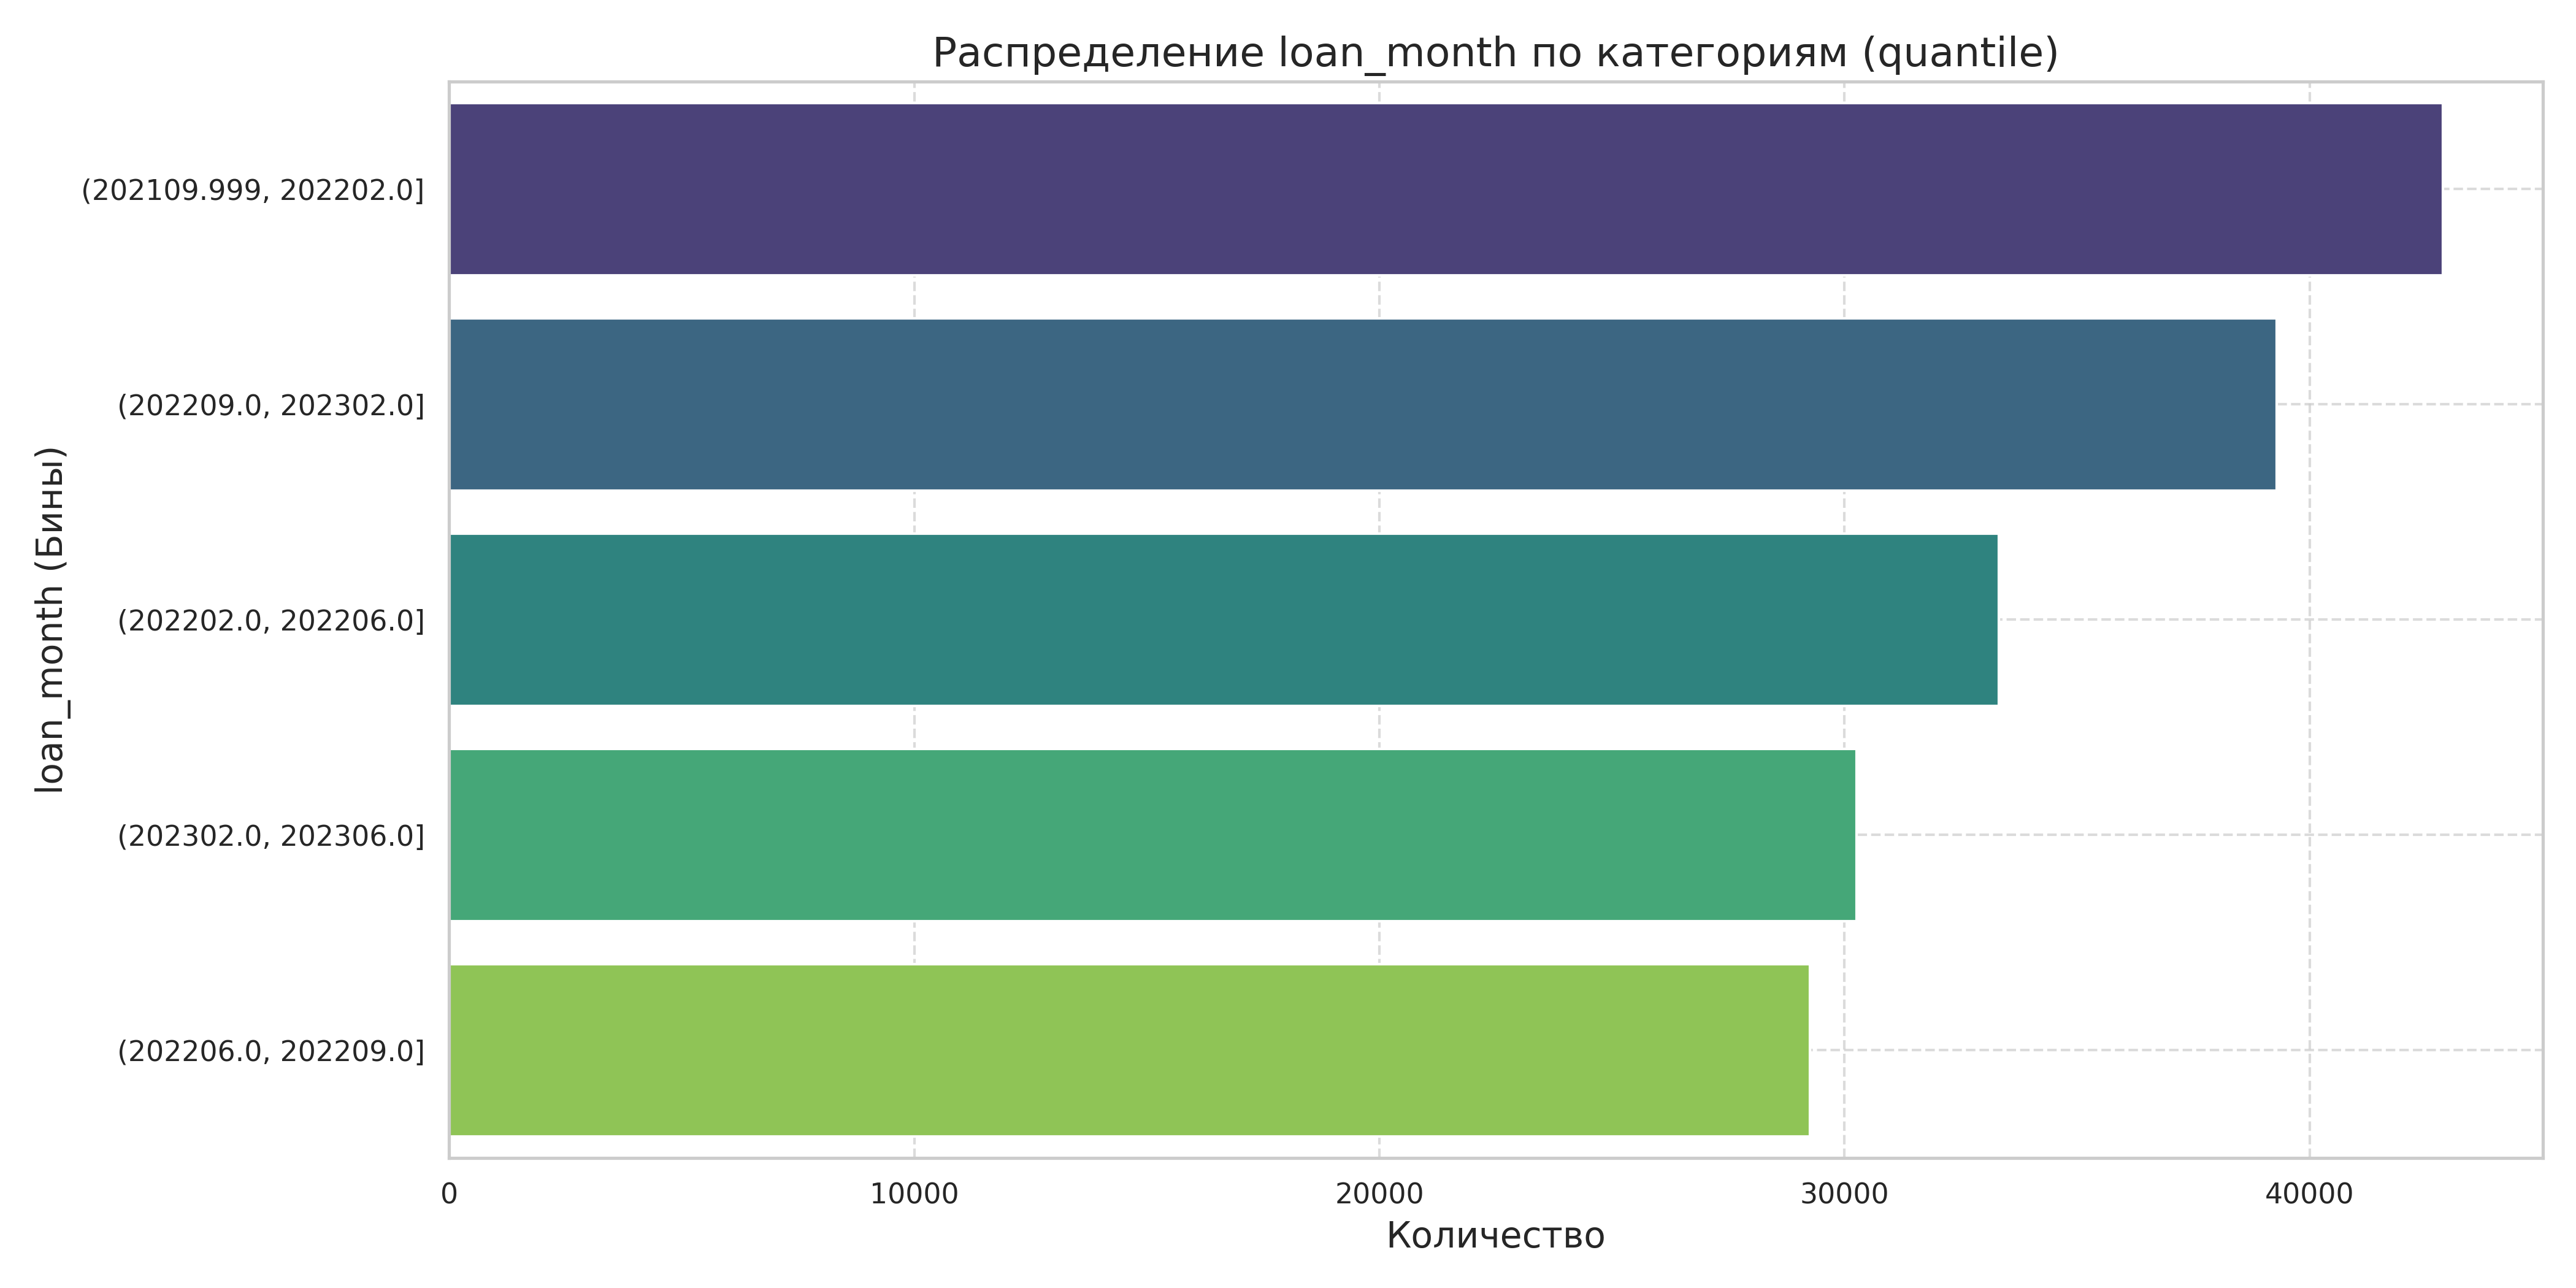 Распределение loan_month по категориям (quantile)
loan_month (Бины)
(202109.999, 202202.0]
(202209.0, 202302.0]
(202202.0, 202206.0]
(202302.0, 202306.0]
(202206.0, 202209.0]
0 10000 20000 30000 40000
Количество